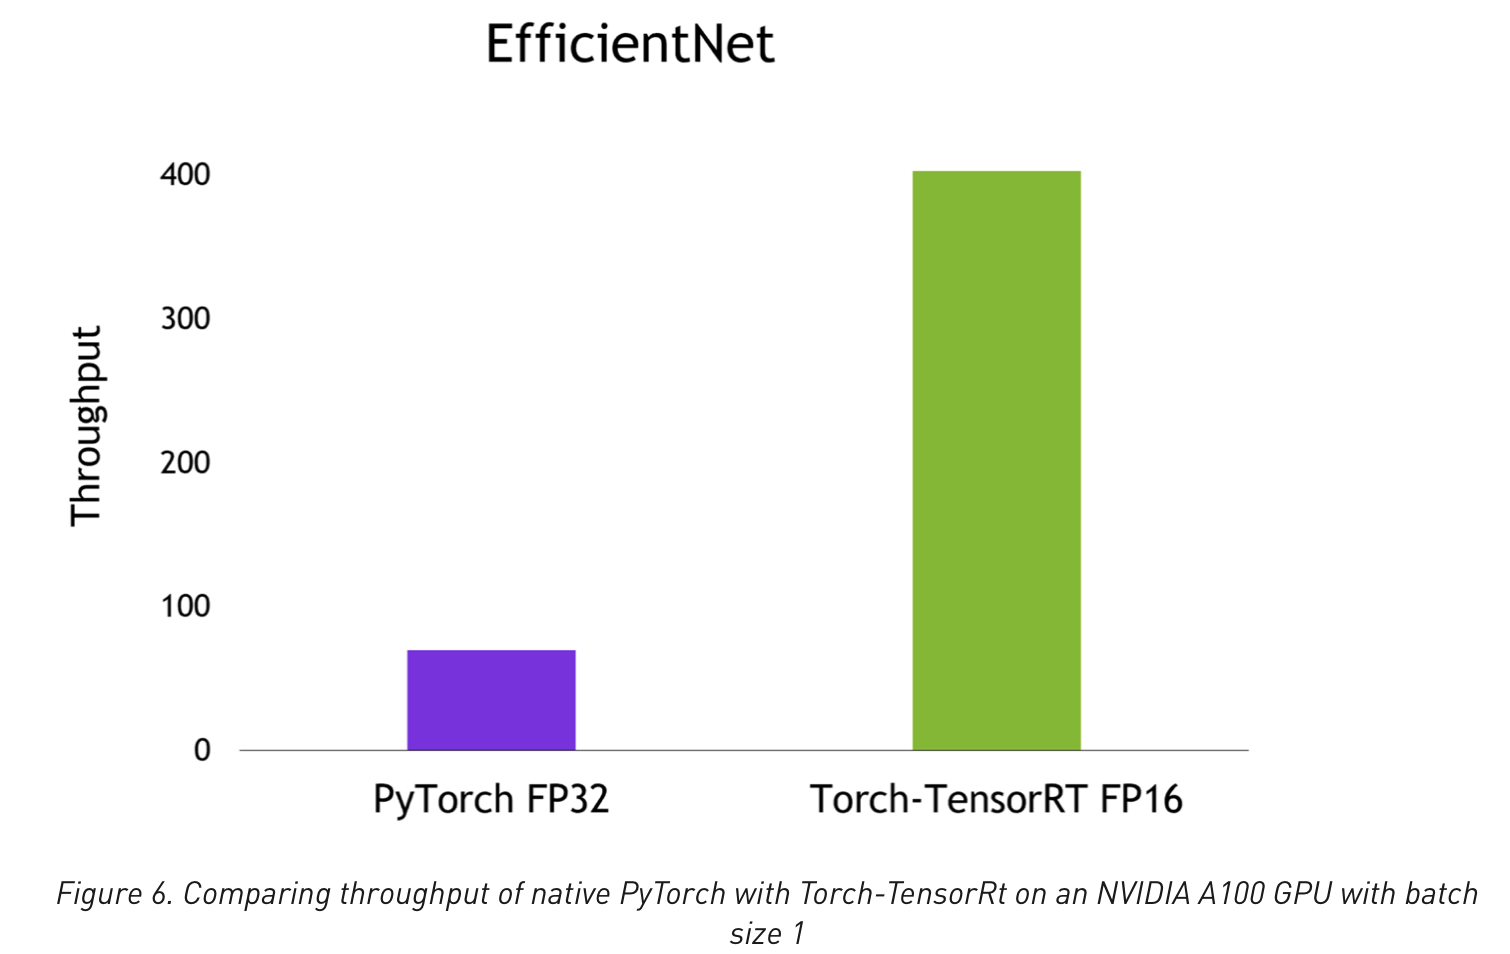 EfficientNet
400
300
200
100
0
Throughput
PyTorch FP32
Torch-TensorRT FP16
Figure 6. Comparing throughput of native PyTorch with Torch-TensorRt on an NVIDIA A100 GPU with batch
size 1